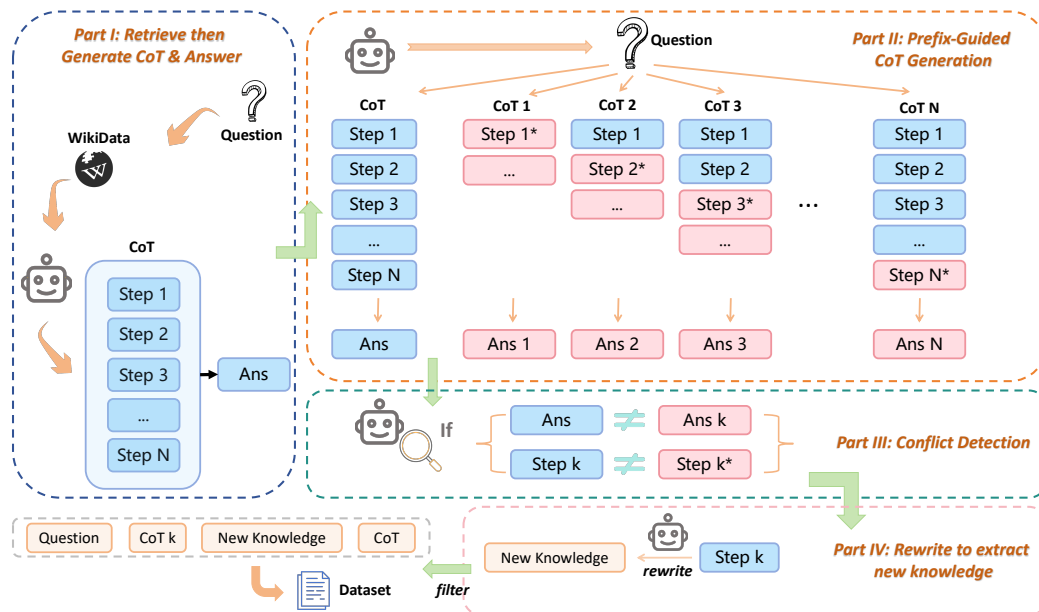 Part I: Retrieve then
Generate CoT & Answer
Question
WikiData
W
CoT
Step 1
Step 2
Step 3
...
Step N
Ans
Part II: Prefix-Guided
CoT Generation
Question
CoT
Step 1
Step 2
Step 3
...
Step N
Ans
CoT 1
Step 1*
...
Ans 1
CoT 2
Step 1
Step 2*
...
Ans 2
CoT 3
Step 1
Step 2
Step 3*
...
Ans 3
...
CoT N
Step 1
Step 2
Step 3
...
Step N*
Ans N
Part III: Conflict Detection
If
Ans ≠ Ans k
Step k ≠ Step k*
Part IV: Rewrite to extract
new knowledge
Step k
rewrite
New Knowledge
filter
Question
CoT k
New Knowledge
CoT
Dataset